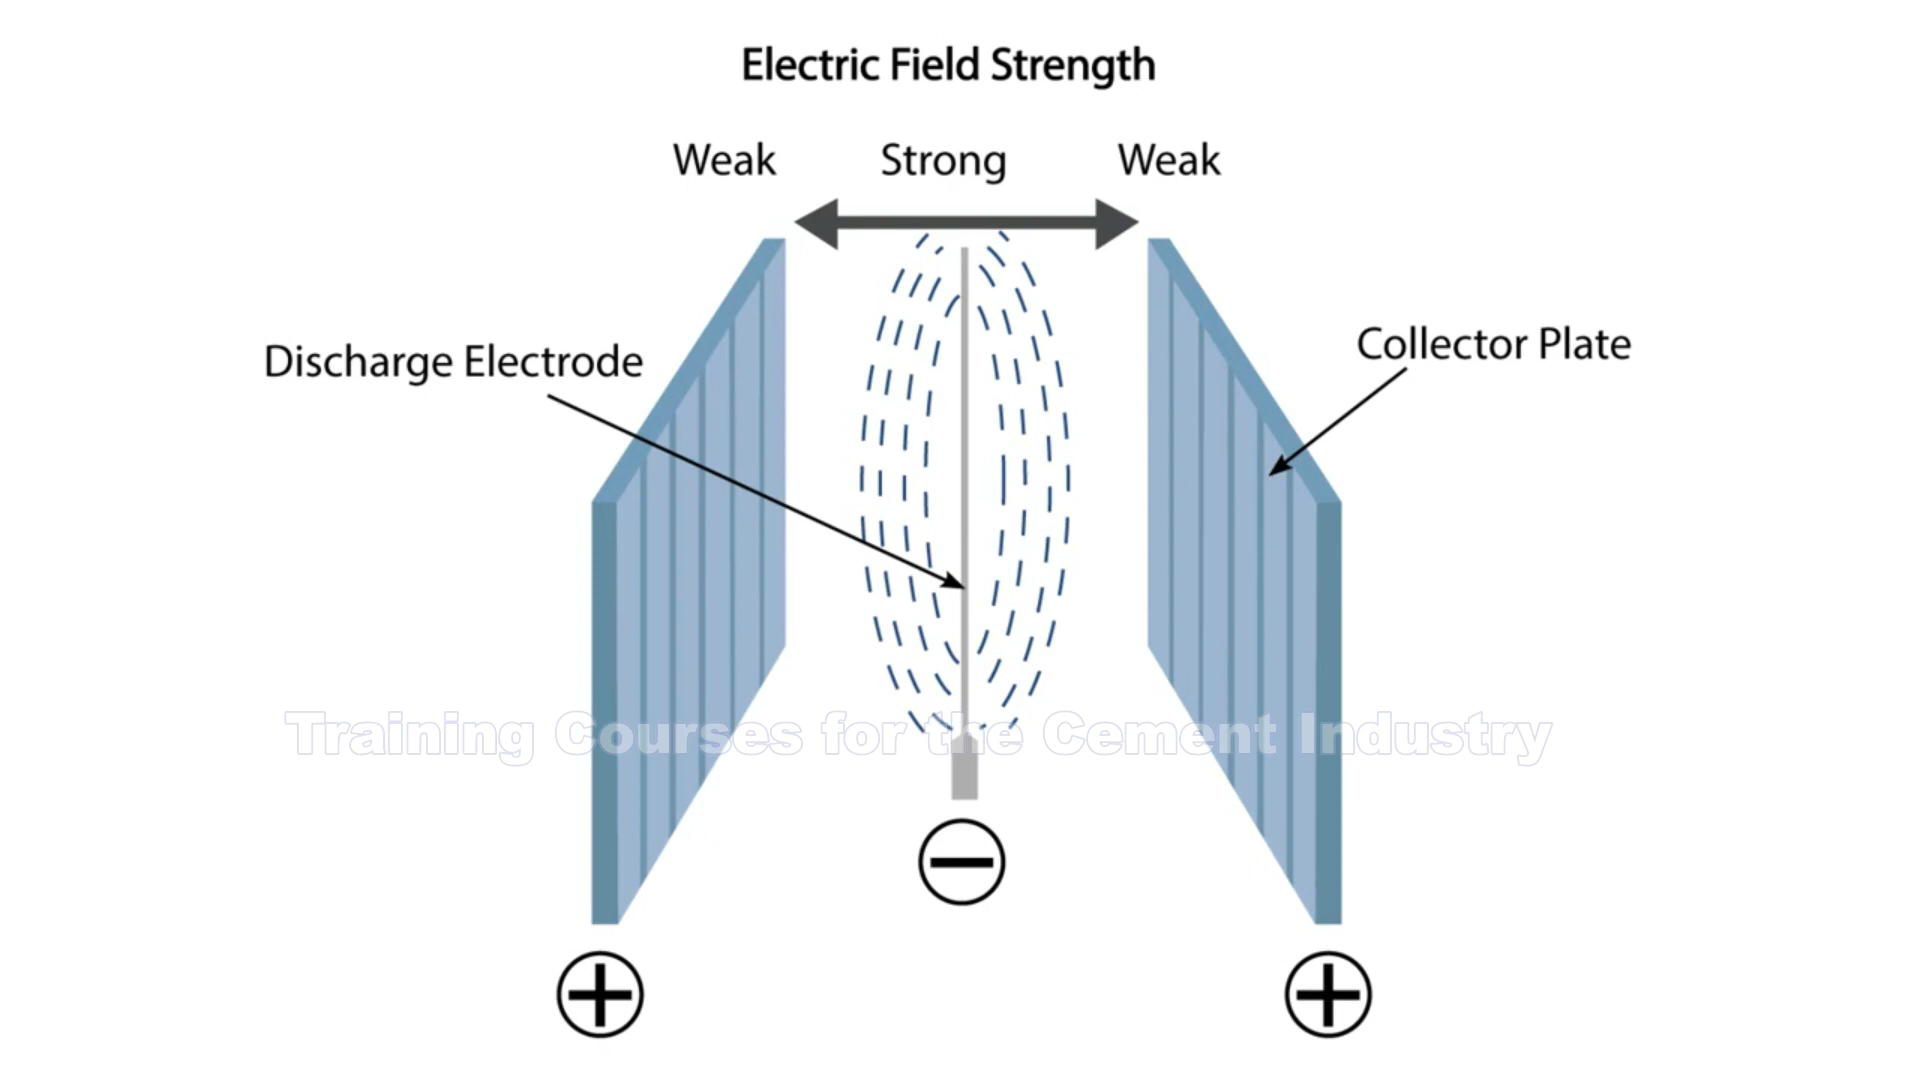 Electric Field Strength
Weak Strong Weak
Discharge Electrode
Collector Plate
Training Courses for the Cement Industry